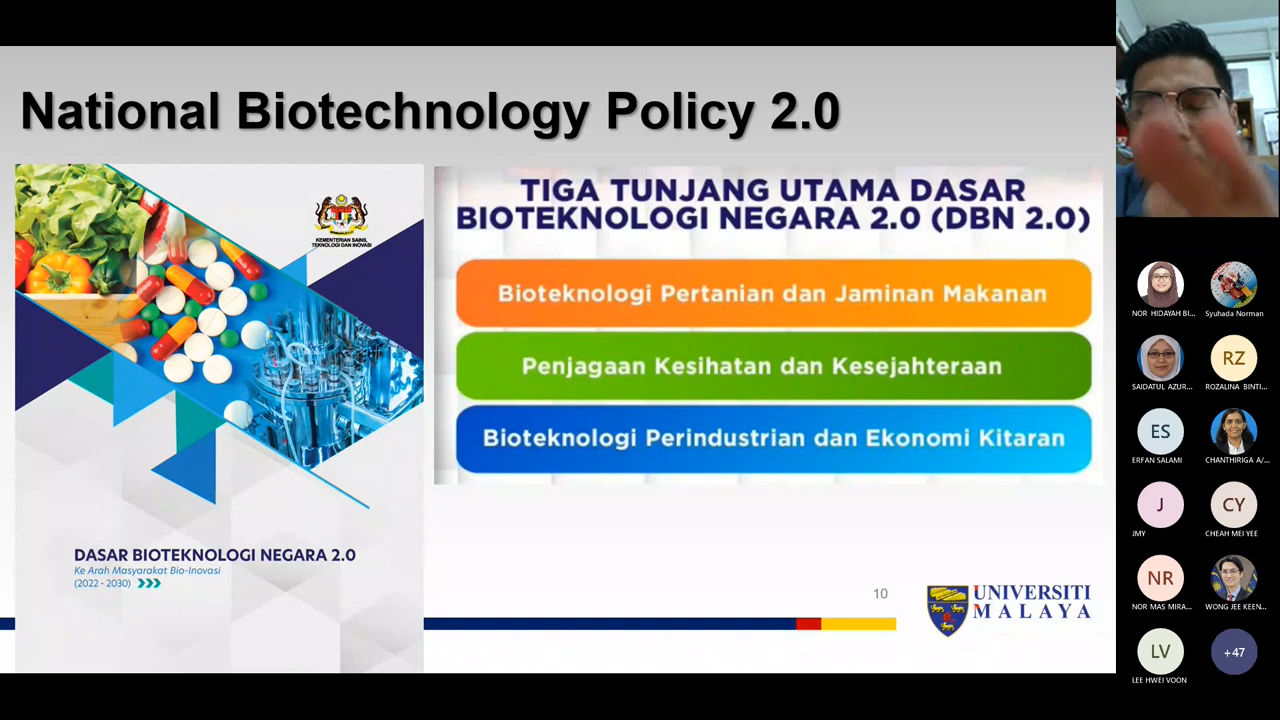 National Biotechnology Policy 2.0
KEMENTERIAN SAINS,
TEKNOLOGI DAN INOVASI
DASAR BIOTEKNOLOGI NEGARA 2.0
Ke Arah Masyarakat Bio-Inovasi
(2022 - 2030)
TIGA TUNJANG UTAMA DASAR
BIOTEKNOLOGI NEGARA 2.0 (DBN 2.0)
Bioteknologi Pertanian dan Jaminan Makanan
Penjagaan Kesihatan dan Kesejahteraan
Bioteknologi Perindustrian dan Ekonomi Kitaran
10
UNIVERSITI
MALAYA
NOR HIDAYAH BI...
Syuhada Norman
SAIDATUL AZUR...
RZ
ROZALINA BINTI...
ES
ERFAN SALAMI
CHANTHIRIGA A/...
J
JMY
CY
CHEAH MEI YEE
NR
NOR MAS MIRA...
WONG JEE KEEN...
LV
LEE HWEI VOON
+47